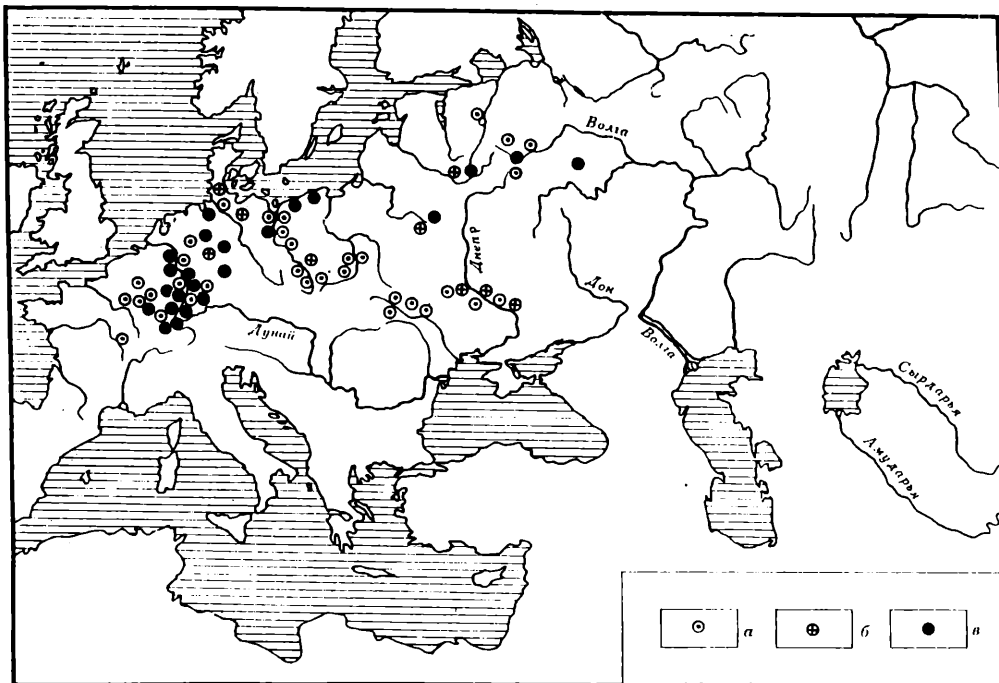 Волга
Днепр
Дон
Дунай
Волга
Сырдарья
Амударья
а
б
в